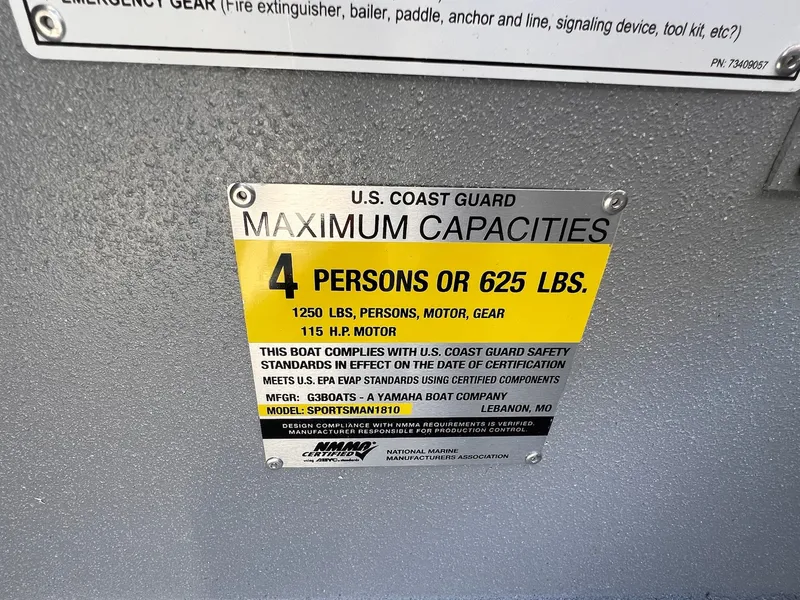 EMERGENCY GEAR (Fire extinguisher, bailer, paddle, anchor and line, signaling device, tool kit, etc?)
PN: 73409057
U.S. COAST GUARD
MAXIMUM CAPACITIES
4 PERSONS OR 625 LBS.
1250 LBS, PERSONS, MOTOR, GEAR
115 H.P. MOTOR
THIS BOAT COMPLIES WITH U.S. COAST GUARD SAFETY
STANDARDS IN EFFECT ON THE DATE OF CERTIFICATION
MEETS U.S. EPA EVAP STANDARDS USING CERTIFIED COMPONENTS
MFGR: G3BOATS - A YAMAHA BOAT COMPANY
MODEL: SPORTSMAN1810 LEBANON, MO
DESIGN COMPLIANCE WITH NMMA REQUIREMENTS IS VERIFIED.
MANUFACTURER RESPONSIBLE FOR PRODUCTION CONTROL.
NMMA
CERTIFIED
using ABYC standards
NATIONAL MARINE
MANUFACTURERS ASSOCIATION